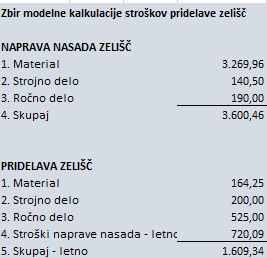 Zbir modelne kalkulacije stroškov pridelave zelišč
NAPRAVA NASADA ZELIŠČ
1. Material 3.269,96
2. Strojno delo 140,50
3. Ročno delo 190,00
4. Skupaj 3.600,46
PRIDELAVA ZELIŠČ
1. Material 164,25
2. Strojno delo 200,00
3. Ročno delo 525,00
4. Stroški naprave nasada - letno 720,09
5. Skupaj - letno 1.609,34